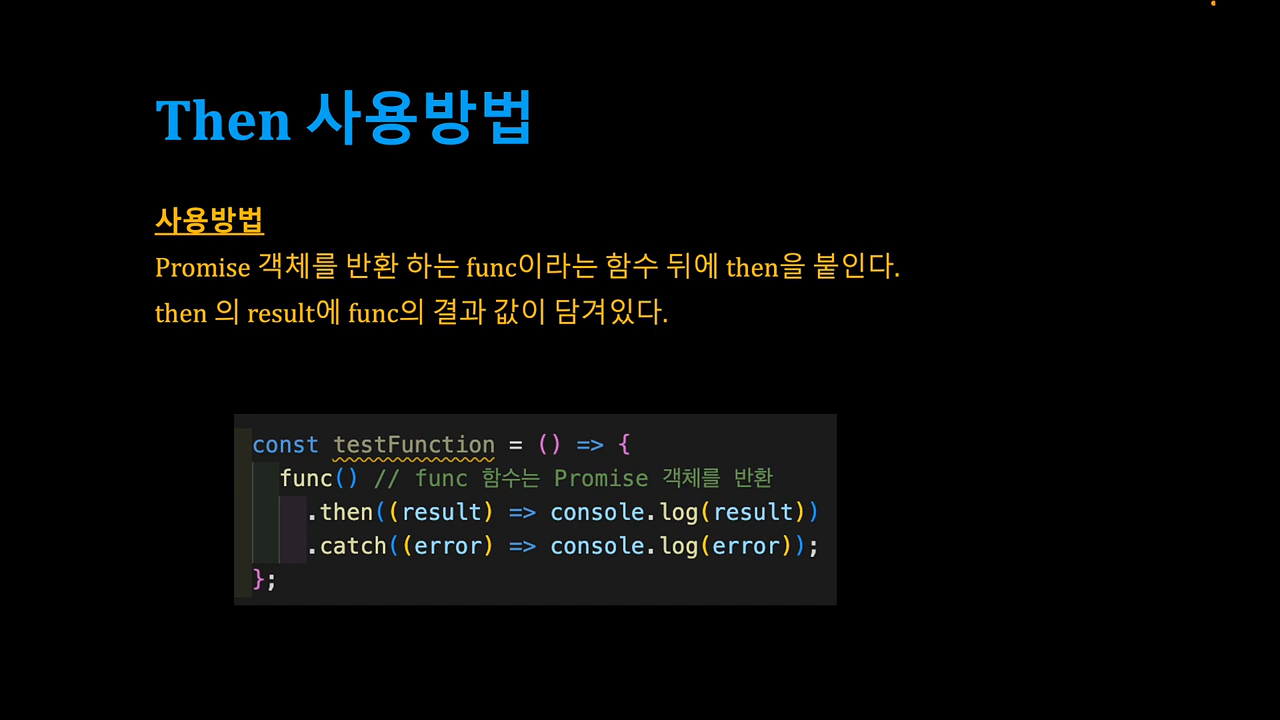 Then 사용방법
사용방법
Promise 객체를 반환 하는 func이라는 함수 뒤에 then을 붙인다.
then 의 result에 func의 결과 값이 담겨있다.
const testFunction = () => {
func() // func 함수는 Promise 객체를 반환
.then((result) => console.log(result))
.catch((error) => console.log(error));
};